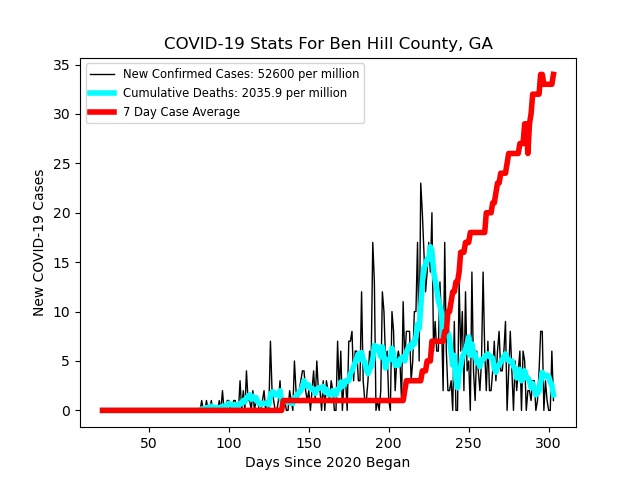 COVID-19 Stats For Ben Hill County, GA
New Confirmed Cases: 52600 per million
Cumulative Deaths: 2035.9 per million
7 Day Case Average
New COVID-19 Cases
35
30
25
20
15
10
5
0
50 100 150 200 250 300
Days Since 2020 Began